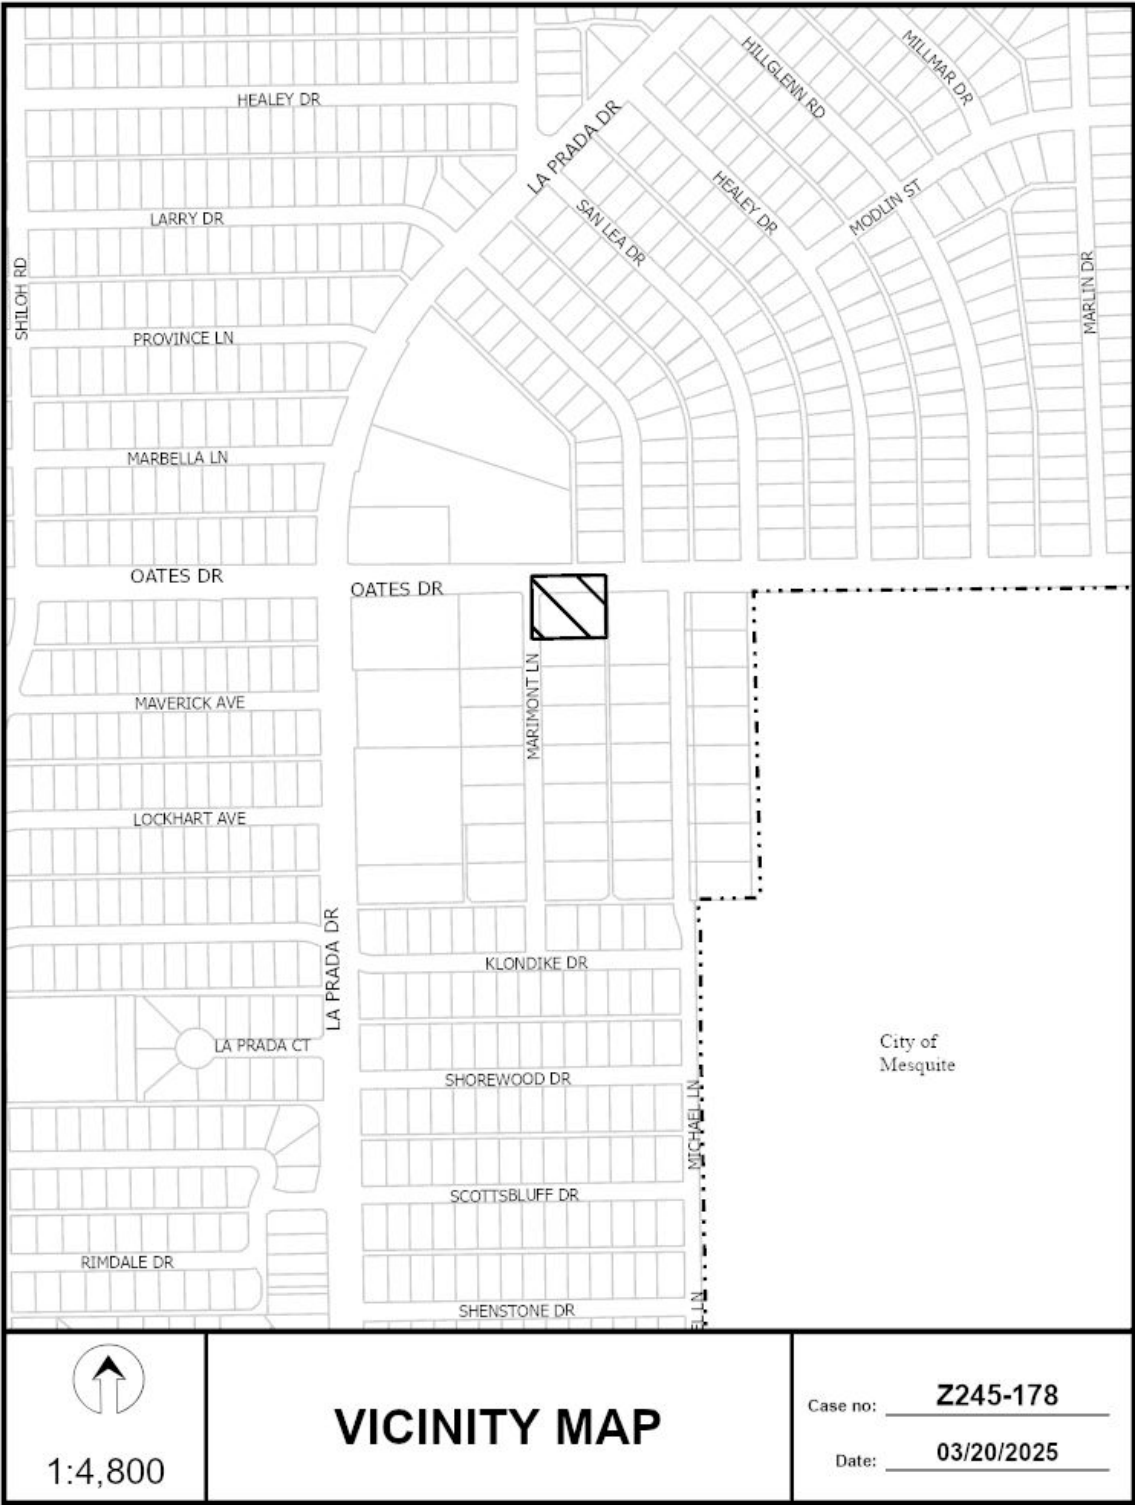 HILLGLENN RD
MILLMAR DR
HEALEY DR
LA PRADA DR
HEALEY DR
SAN LEA DR
MODLIN ST
LARRY DR
SHILOH RD
MARLIN DR
PROVINCE LN
MARBELLA LN
OATES DR
OATES DR
MARIMONT LN
MAVERICK AVE
LOCKHART AVE
LA PRADA DR
KLONDIKE DR
LA PRADA CT
City of
Mesquite
SHOREWOOD DR
MICHAEL LN
SCOTTSBLUFF DR
RIMDALE DR
SHENSTONE DR
EL LN
1:4,800
VICINITY MAP
Case no: Z245-178
Date: 03/20/2025